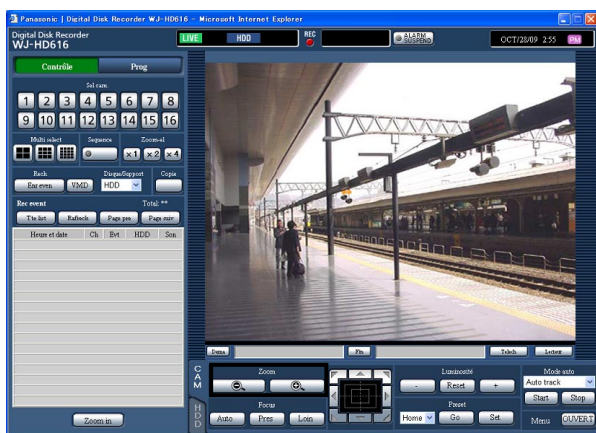 Panasonic | Digital Disk Recorder WJ-HD616 - Microsoft Internet Explorer
Digital Disk Recorder
WJ-HD616
LIVE HDD REC ALARM SUSPEND OCT/28/09 2:55 PM
Contrôle Prog
Sel cam.
1 2 3 4 5 6 7 8
9 10 11 12 13 14 15 16
Multi select Sequence Zoom-el
x 1 x 2 x 4
Rech. Disque/Support Copie
Enr even VMD HDD
Rec event Total: **
Tte list Rafraich Page pre Page suiv
Heure et date Ch Evt HDD Son
Zoom in
Dema Fin Telech Lecteur
CAM
HDD
Zoom
Focus
Auto Pres Loin
Luminosité
- Reset +
Preset
Home Go Set
Mode auto
Auto track
Start Stop
Menu OUVERT